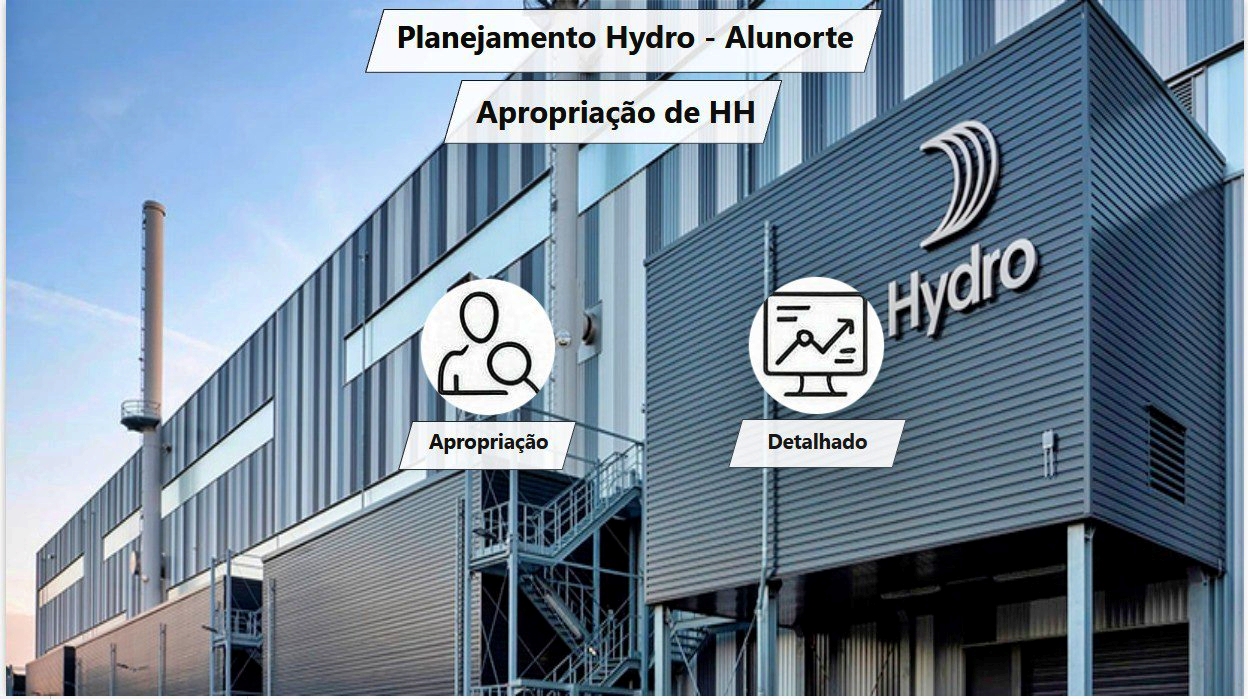 Planejamento Hydro - Alunorte
Apropriação de HH
Hydro
Apropriação
Detalhado